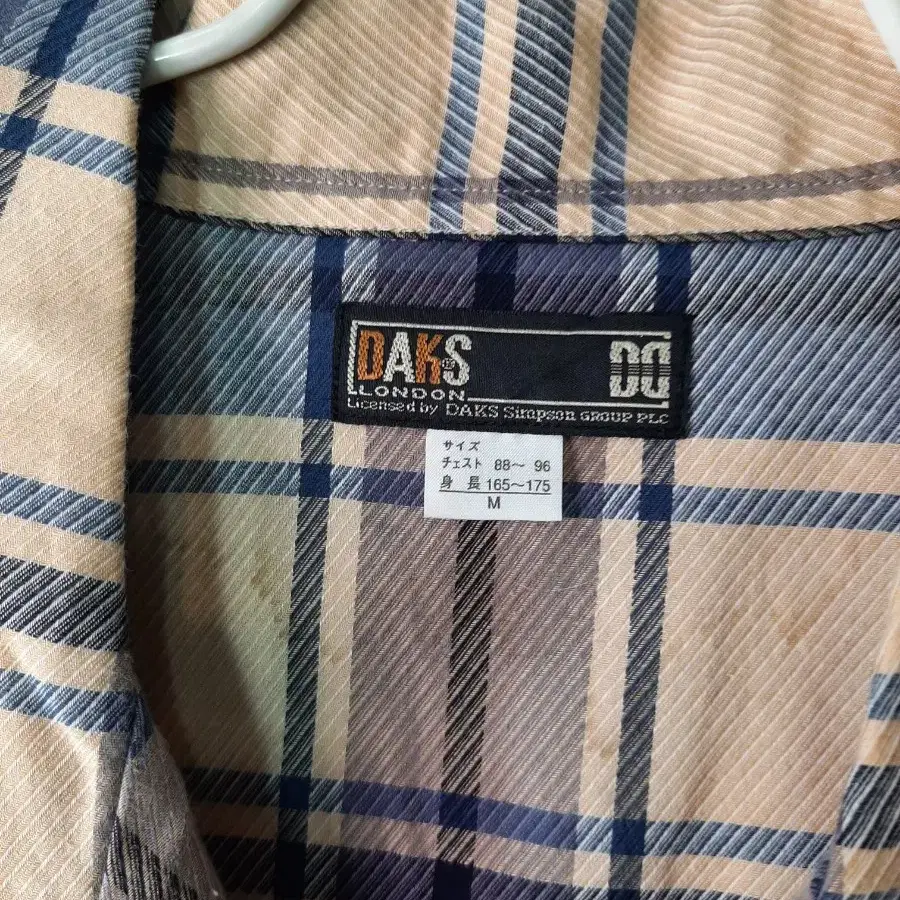 DAKS
LONDON
Licensed by DAKS Simpson GROUP PLC
DD
サイズ
チェスト 88～ 96
身 長 165～175
M